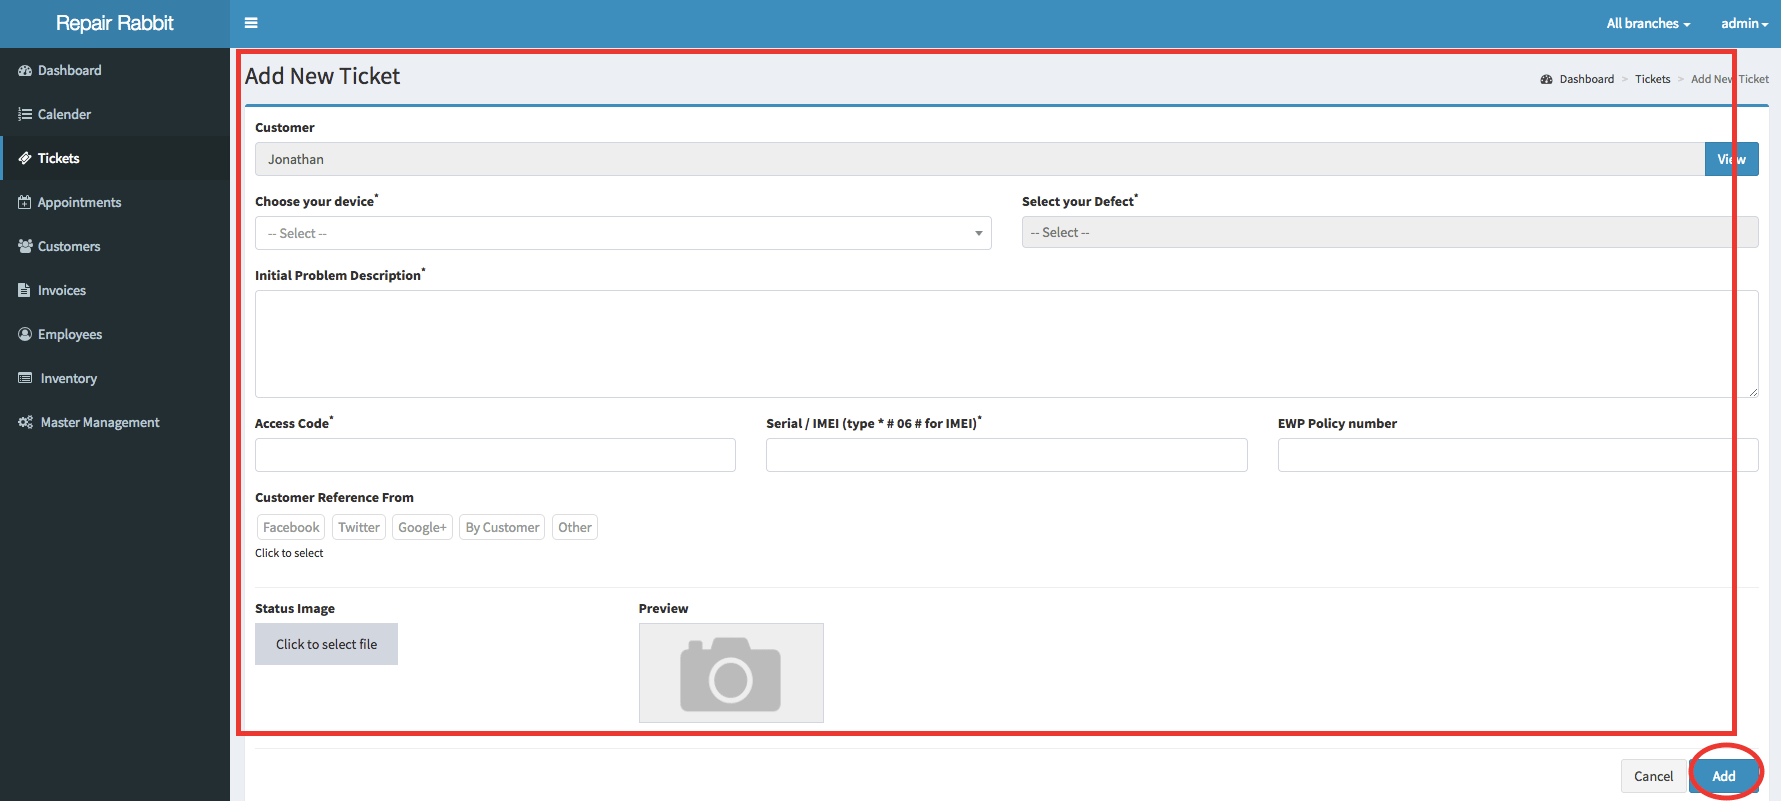 Repair Rabbit
All branches
admin
Dashboard
Calender
Tickets
Appointments
Customers
Invoices
Employees
Inventory
Master Management
Add New Ticket
Dashboard > Tickets > Add New Ticket
Customer
Jonathan
View
Choose your device*
Select your Defect*
-- Select --
-- Select --
Initial Problem Description*
Access Code*
Serial / IMEI (type * # 06 # for IMEI)*
EWP Policy number
Customer Reference From
Facebook Twitter Google+ By Customer Other
Click to select
Status Image
Preview
Click to select file
Cancel
Add